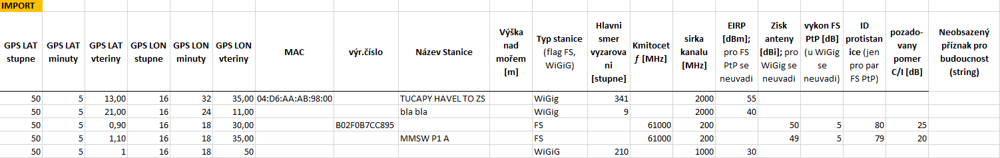 IMPORT
GPS LAT stupne GPS LAT minuty GPS LAT vteriny GPS LON stupne GPS LON minuty GPS LON vteriny MAC výr.číslo Název Stanice Výška nad mořem [m] Typ stanice (flag FS, WiGiG) Hlavni smer vyzarova ni [stupne] Kmitocet f [MHz] sirka kanalu [MHz] EIRP [dBm]; pro FS PtP se neuvadi Zisk anteny [dBi]; pro WiGig se neuvadi vykon FS PtP [dB] (u WiGig se neuvadi) ID protistan ice (jen pro par FS PtP) pozado- vany pomer C/I [dB] Neobsazený příznak pro budoucnost (string)
50 5 13,00 16 32 35,00 04:D6:AA:AB:98:00 TUCAPY HAVEL TO ZS WiGig 341 2000 55
50 5 21,00 16 24 11,00 bla bla WiGig 9 2000 40
50 5 0,90 16 18 30,00 B02F0B7CC895 FS 61000 200 50 5 80 25
50 5 1,10 16 18 35,00 MMSW P1 A FS 61000 200 49 5 79 20
50 5 1 16 18 50 WiGiG 210 1000 30